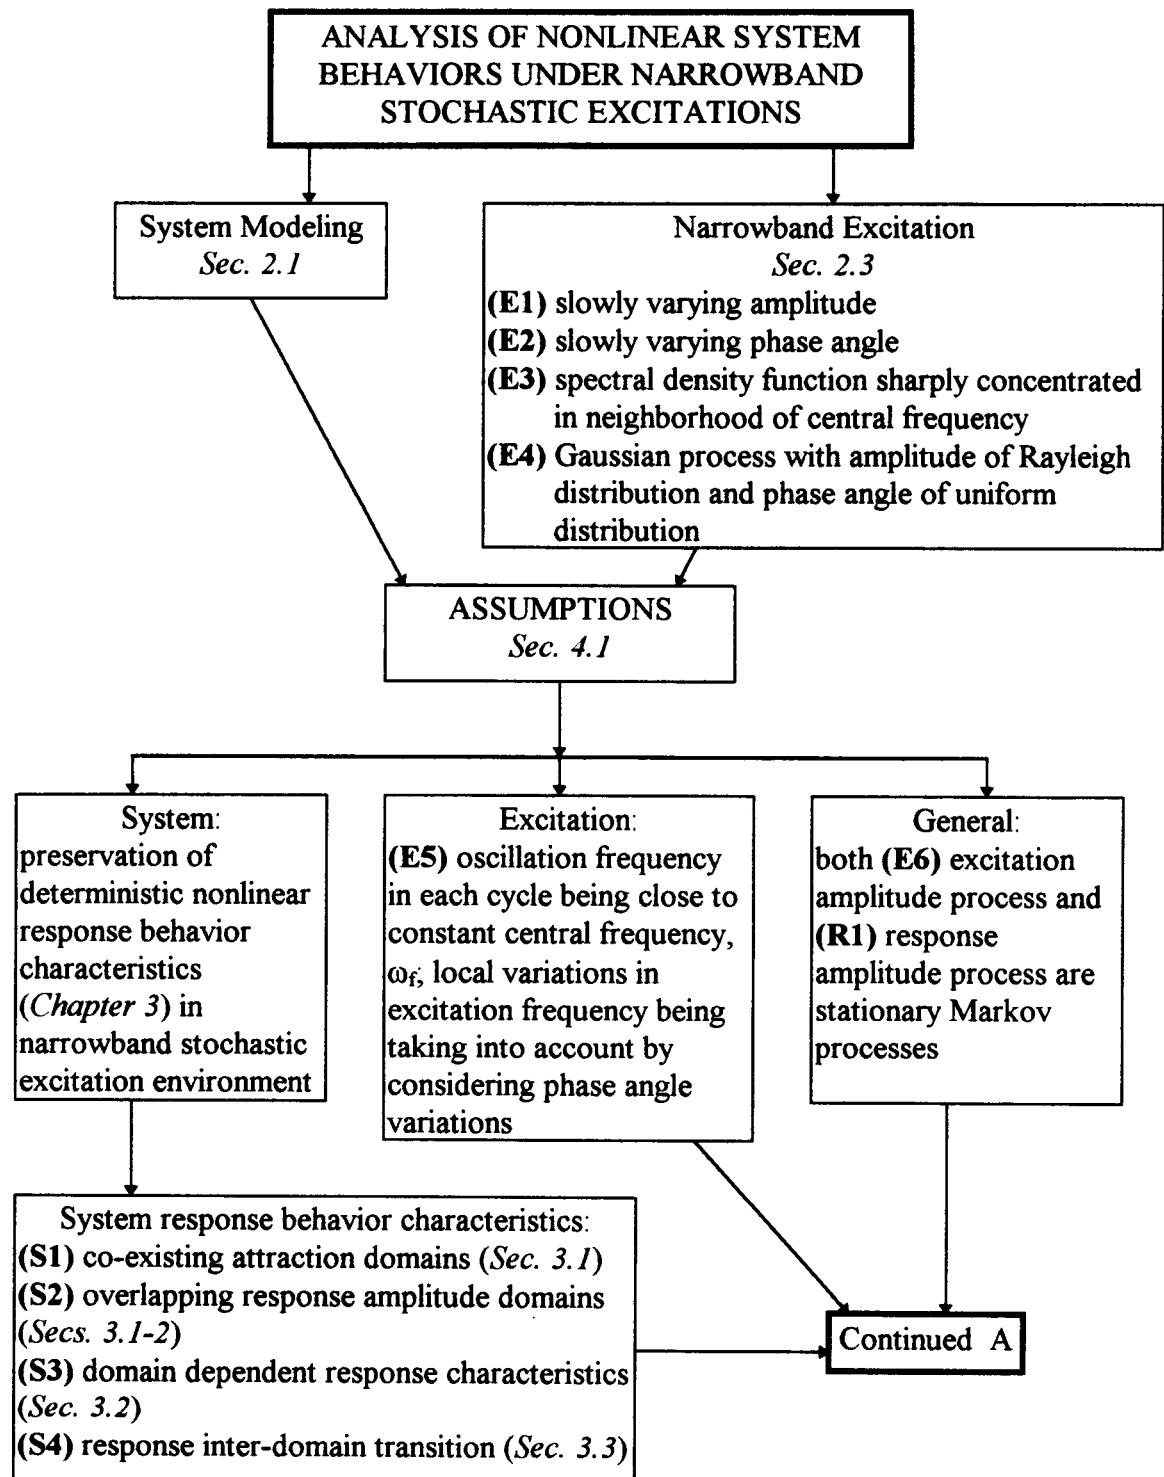 ANALYSIS OF NONLINEAR SYSTEM
BEHAVIORS UNDER NARROWBAND
STOCHASTIC EXCITATIONS
System Modeling
Sec. 2.1
Narrowband Excitation
Sec. 2.3
(E1) slowly varying amplitude
(E2) slowly varying phase angle
(E3) spectral density function sharply concentrated
in neighborhood of central frequency
(E4) Gaussian process with amplitude of Rayleigh
distribution and phase angle of uniform
distribution
ASSUMPTIONS
Sec. 4.1
System:
preservation of
deterministic nonlinear
response behavior
characteristics
(Chapter 3) in
narrowband stochastic
excitation environment
Excitation:
(E5) oscillation frequency
in each cycle being close to
constant central frequency,
ωf; local variations in
excitation frequency being
taking into account by
considering phase angle
variations
General:
both (E6) excitation
amplitude process and
(R1) response
amplitude process are
stationary Markov
processes
System response behavior characteristics:
(S1) co-existing attraction domains (Sec. 3.1)
(S2) overlapping response amplitude domains
(Secs. 3.1-2)
(S3) domain dependent response characteristics
(Sec. 3.2)
(S4) response inter-domain transition (Sec. 3.3)
Continued A